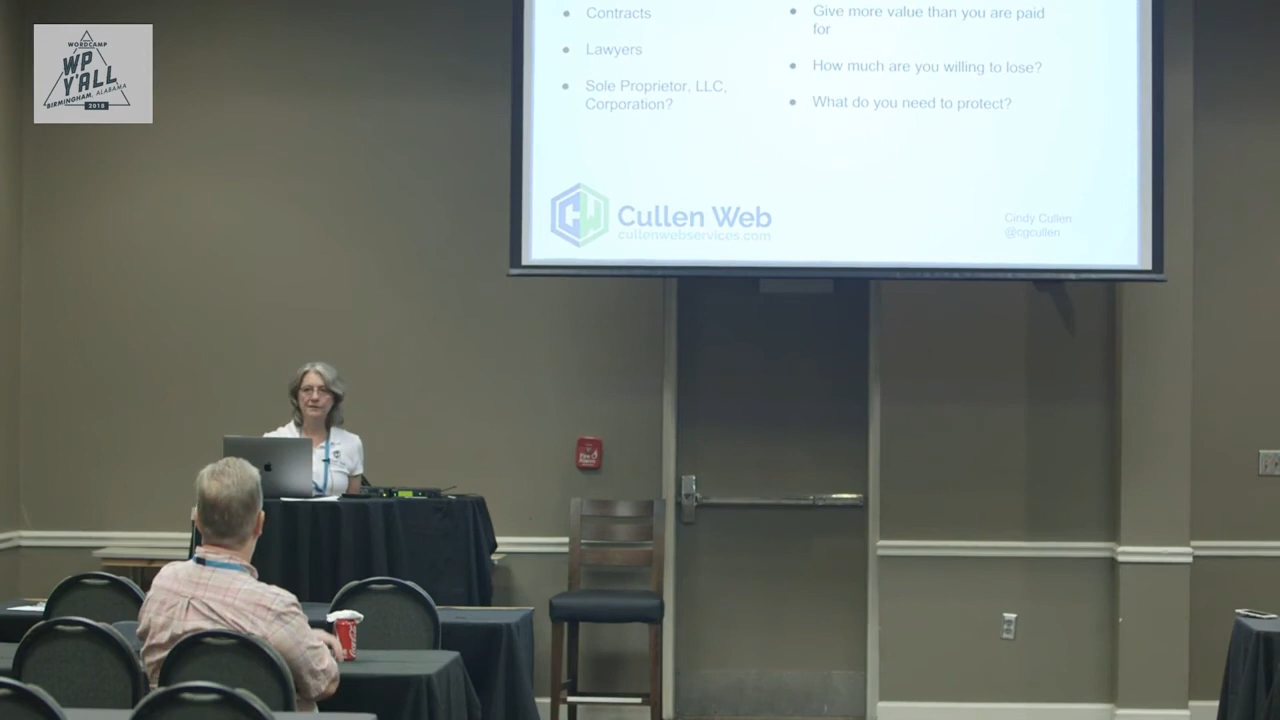 WORDCAMP
WP
Y'ALL
BIRMINGHAM, ALABAMA
2018
Contracts
Lawyers
Sole Proprietor, LLC,
Corporation?
Give more value than you are paid
for
How much are you willing to lose?
What do you need to protect?
CW
Cullen Web
cullenwebservices.com
Cindy Cullen
@cgcullen